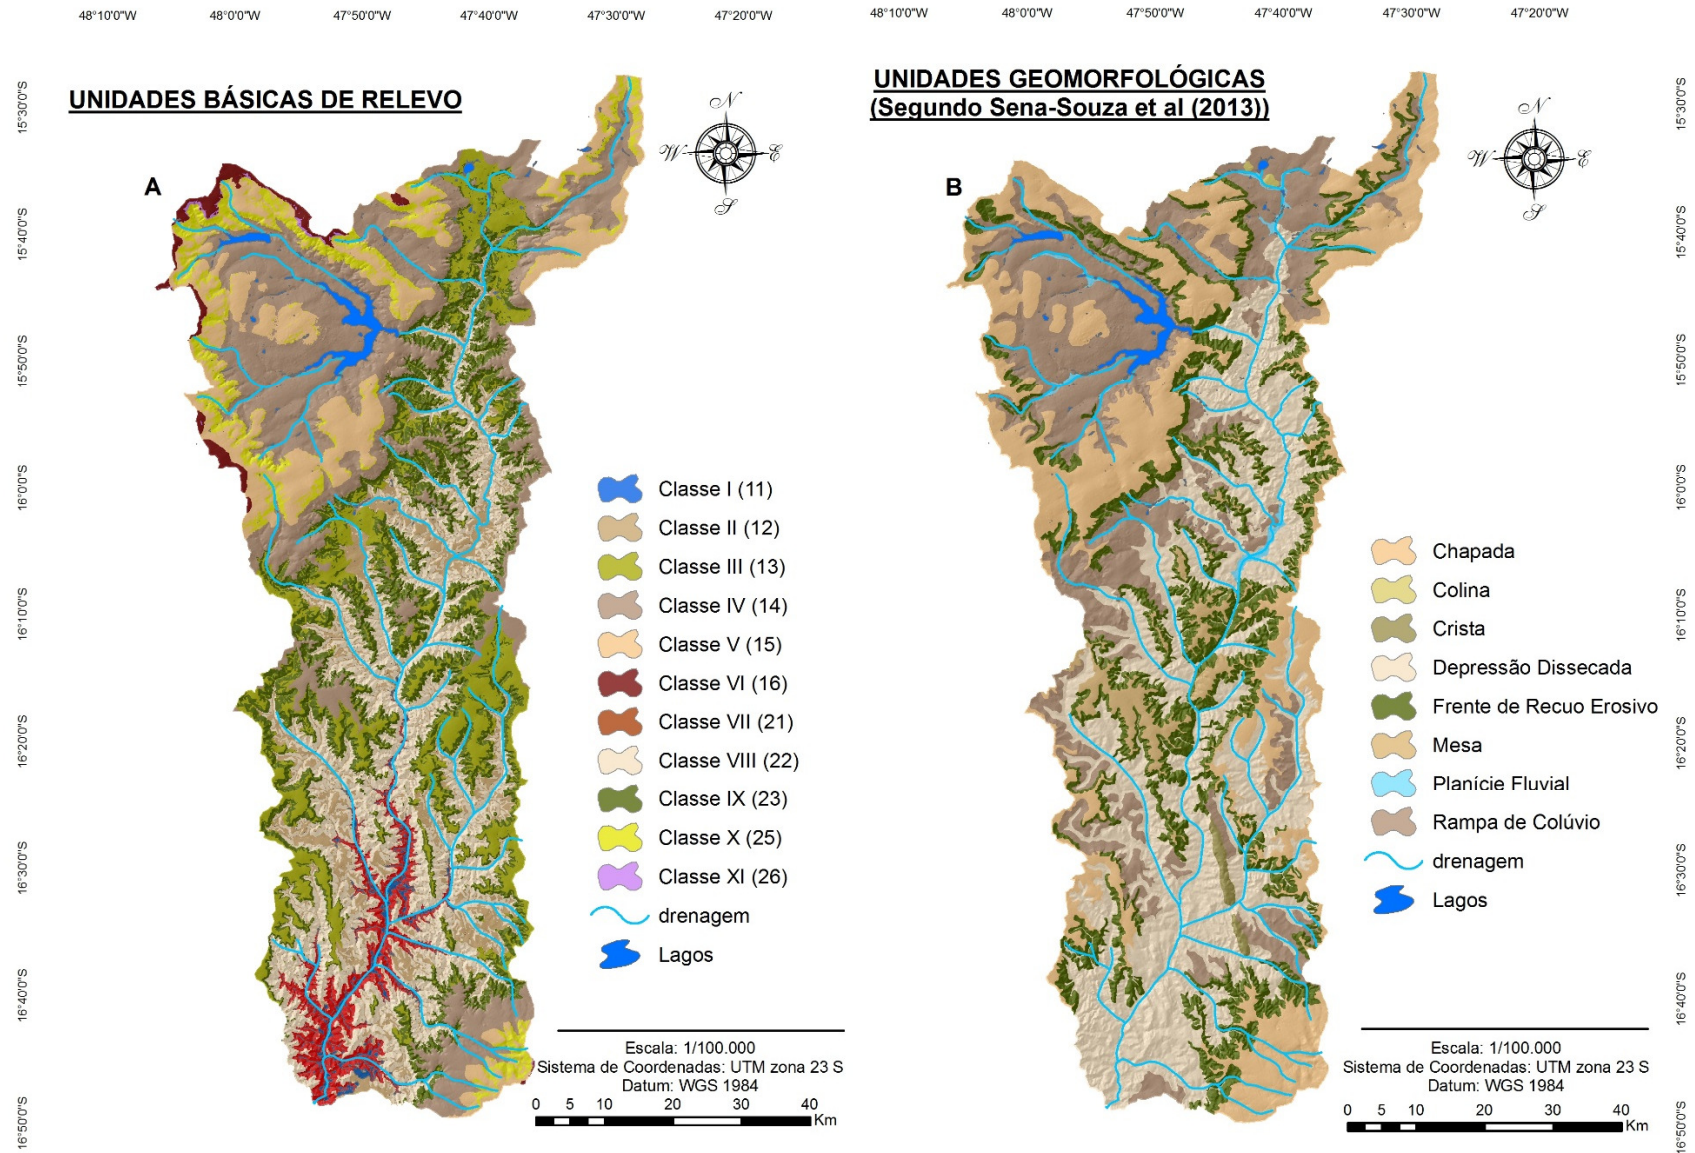 48°10'0"W 48°0'0"W 47°50'0"W 47°40'0"W 47°30'0"W 47°20'0"W
UNIDADES BÁSICAS DE RELEVO
A
N
W E
S
15°30'0"S
15°40'0"S
15°50'0"S
16°0'0"S
16°10'0"S
16°20'0"S
16°30'0"S
16°40'0"S
16°50'0"S
Classe I (11)
Classe II (12)
Classe III (13)
Classe IV (14)
Classe V (15)
Classe VI (16)
Classe VII (21)
Classe VIII (22)
Classe IX (23)
Classe X (25)
Classe XI (26)
drenagem
Lagos
Escala: 1/100.000
Sistema de Coordenadas: UTM zona 23 S
Datum: WGS 1984
0 5 10 20 30 40
Km
48°10'0"W 48°0'0"W 47°50'0"W 47°40'0"W 47°30'0"W 47°20'0"W
UNIDADES GEOMORFOLÓGICAS
(Segundo Sena-Souza et al (2013))
B
N
W E
S
Chapada
Colina
Crista
Depressão Dissecada
Frente de Recuo Erosivo
Mesa
Planície Fluvial
Rampa de Colúvio
drenagem
Lagos
Escala: 1/100.000
Sistema de Coordenadas: UTM zona 23 S
Datum: WGS 1984
0 5 10 20 30 40
Km
15°30'0"S
15°40'0"S
15°50'0"S
16°0'0"S
16°10'0"S
16°20'0"S
16°30'0"S
16°40'0"S
16°50'0"S